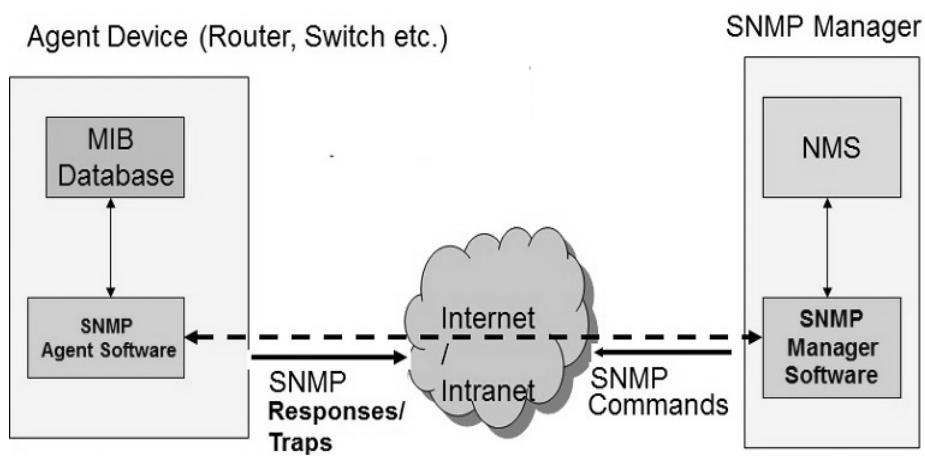 Agent Device (Router, Switch etc.)
SNMP Manager
MIB
Database
NMS
SNMP
Agent Software
Internet
/
Intranet
SNMP
Manager
Software
SNMP
Responses/
Traps
SNMP
Commands